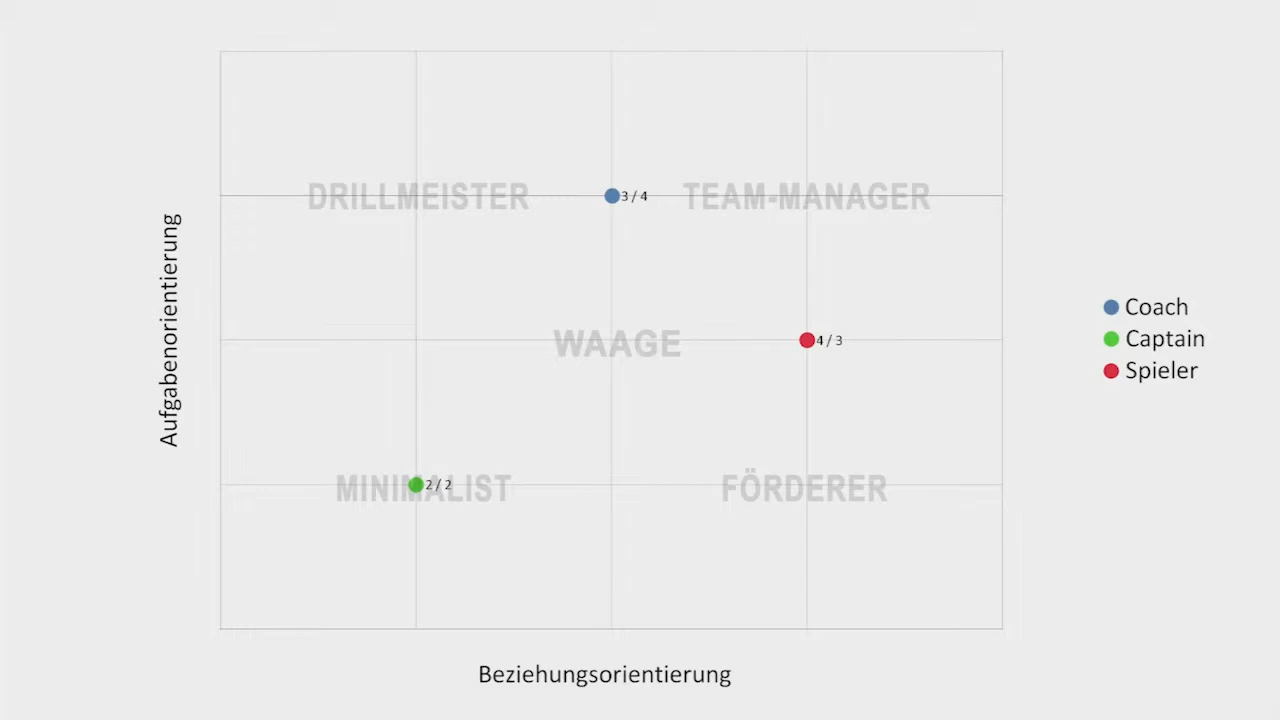 DRILLMEISTER
3 / 4
TEAM-MANAGER
Aufgabenorientierung
WAAGE
4 / 3
MINIMALIST
2 / 2
FÖRDERER
Beziehungsorientierung
Coach
Captain
Spieler